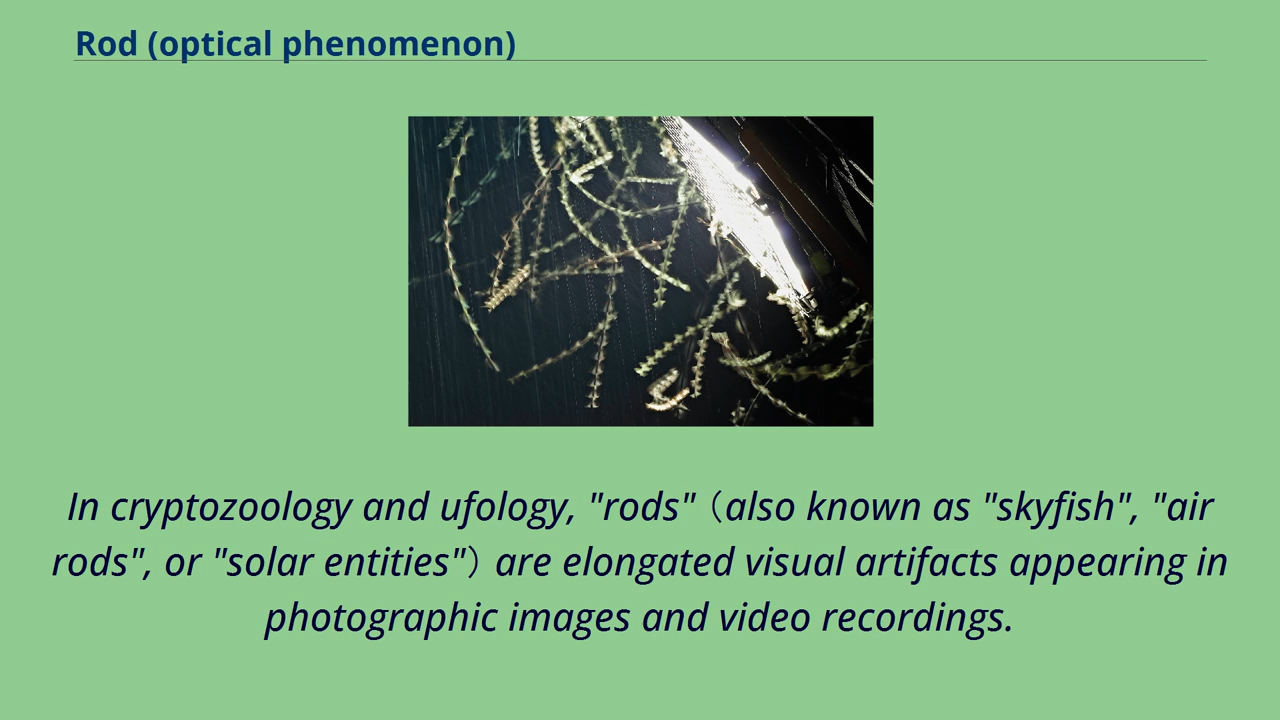 Rod (optical phenomenon)
In cryptozoology and ufology, "rods"（also known as "skyfish", "air
rods", or "solar entities"）are elongated visual artifacts appearing in
photographic images and video recordings.